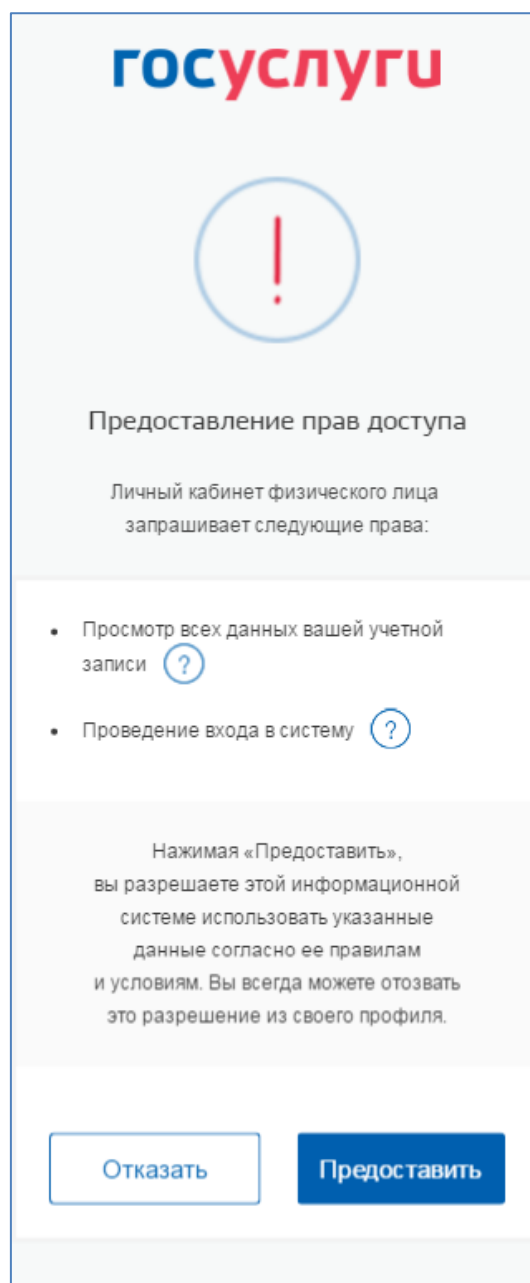 госуслуги
!
Предоставление прав доступа
Личный кабинет физического лица
запрашивает следующие права:
• Просмотр всех данных вашей учетной
записи ?
• Проведение входа в систему ?
Нажимая «Предоставить»,
вы разрешаете этой информационной
системе использовать указанные
данные согласно ее правилам
и условиям. Вы всегда можете отозвать
это разрешение из своего профиля.
Отказать Предоставить